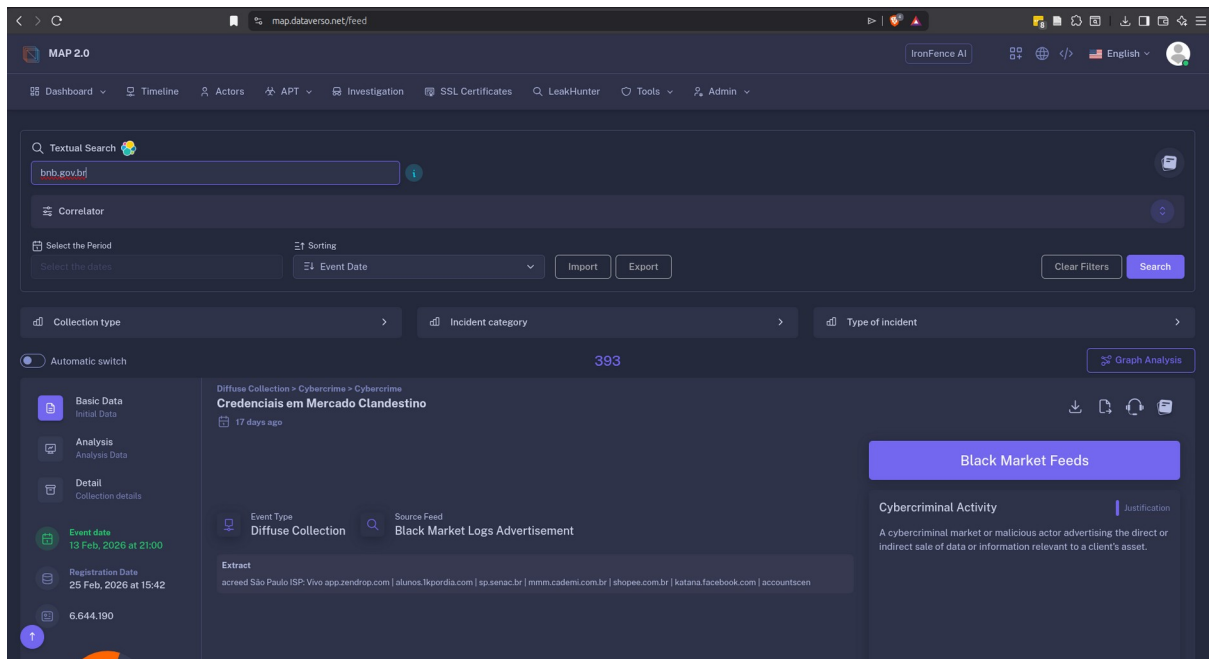 map.dataverso.net/feed
MAP 2.0
IronFence AI
English
Dashboard
Timeline
Actors
APT
Investigation
SSL Certificates
LeakHunter
Tools
Admin
Textual Search
bnb.gov.br
Correlator
Select the Period
Sorting
Select the dates
Event Date
Import
Export
Clear Filters
Search
Collection type
Incident category
Type of incident
Automatic switch
393
Graph Analysis
Basic Data
Initial Data
Analysis
Analysis Data
Detail
Collection details
Event date
13 Feb, 2026 at 21:00
Registration Date
25 Feb, 2026 at 15:42
6.644.190
Diffuse Collection > Cybercrime > Cybercrime
Credenciais em Mercado Clandestino
17 days ago
Event Type
Diffuse Collection
Source Feed
Black Market Logs Advertisement
Extract
acreed São Paulo ISP: Vivo app.zendrop.com | alunos.1kpordia.com | sp.senac.br | mmm.cademi.com.br | shopee.com.br | katana.facebook.com | accountscen
Black Market Feeds
Cybercriminal Activity
Justification
A cybercriminal market or malicious actor advertising the direct or
indirect sale of data or information relevant to a client's asset.